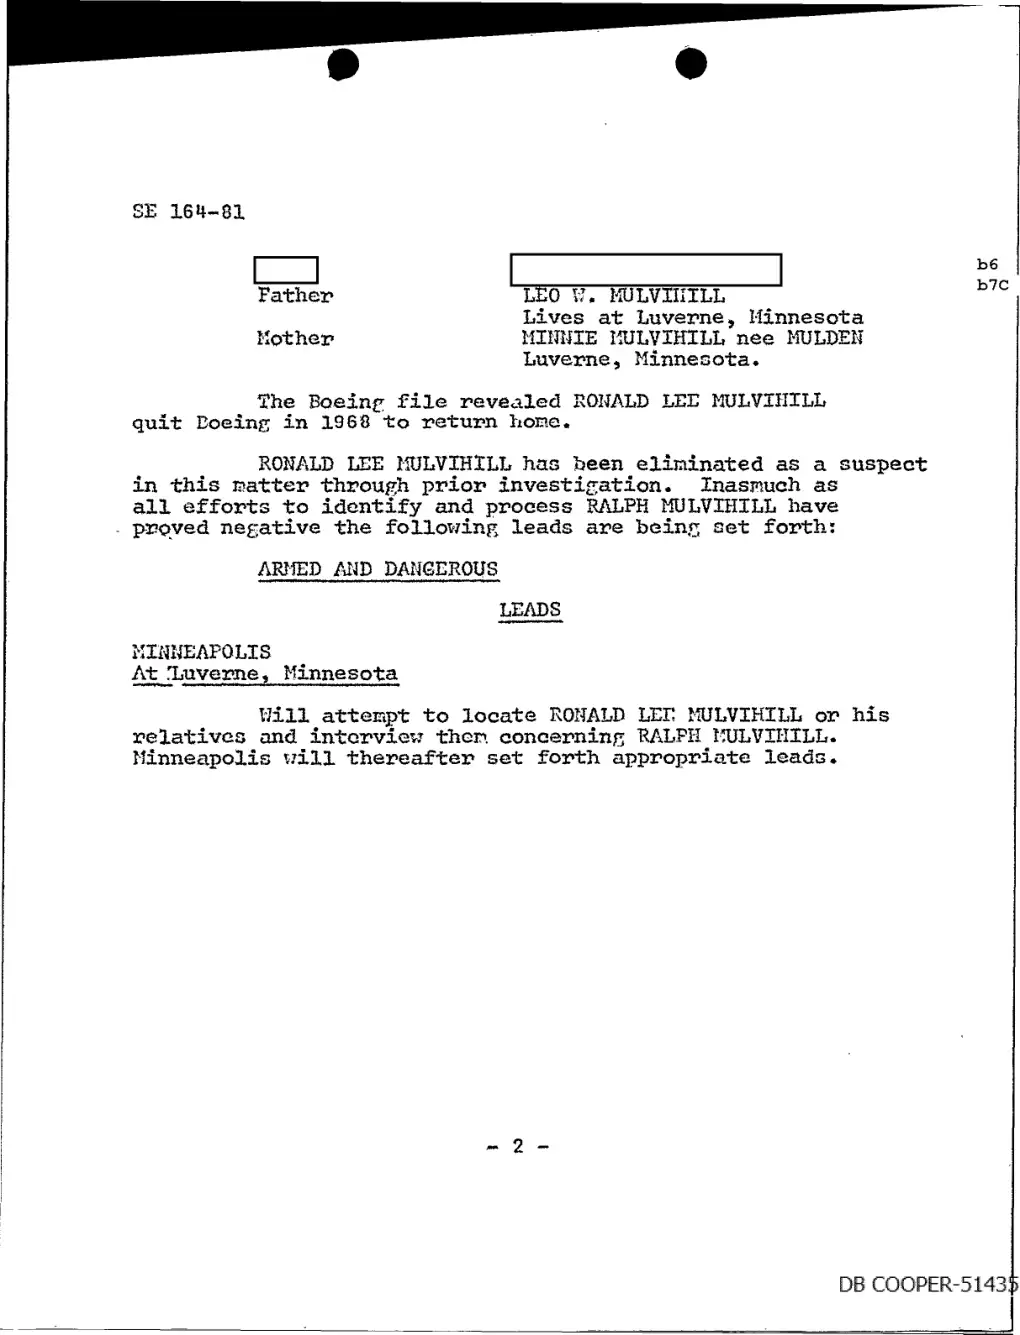 SE 164-81
b6
b7C
Father LEO W. MULVIHILL
Lives at Luverne, Minnesota
Mother MINNIE MULVIHILL nee MULDEN
Luverne, Minnesota.
The Boeing file revealed RONALD LEE MULVIHILL
quit Boeing in 1968 to return home.
RONALD LEE MULVIHILL has been eliminated as a suspect
in this matter through prior investigation. Inasmuch as
all efforts to identify and process RALPH MULVIHILL have
proved negative the following leads are being set forth:
ARMED AND DANGEROUS
LEADS
MINNEAPOLIS
At Luverne, Minnesota
Will attempt to locate RONALD LEE MULVIHILL or his
relatives and interview them concerning RALPH MULVIHILL.
Minneapolis will thereafter set forth appropriate leads.
- 2 -
DB COOPER-51435